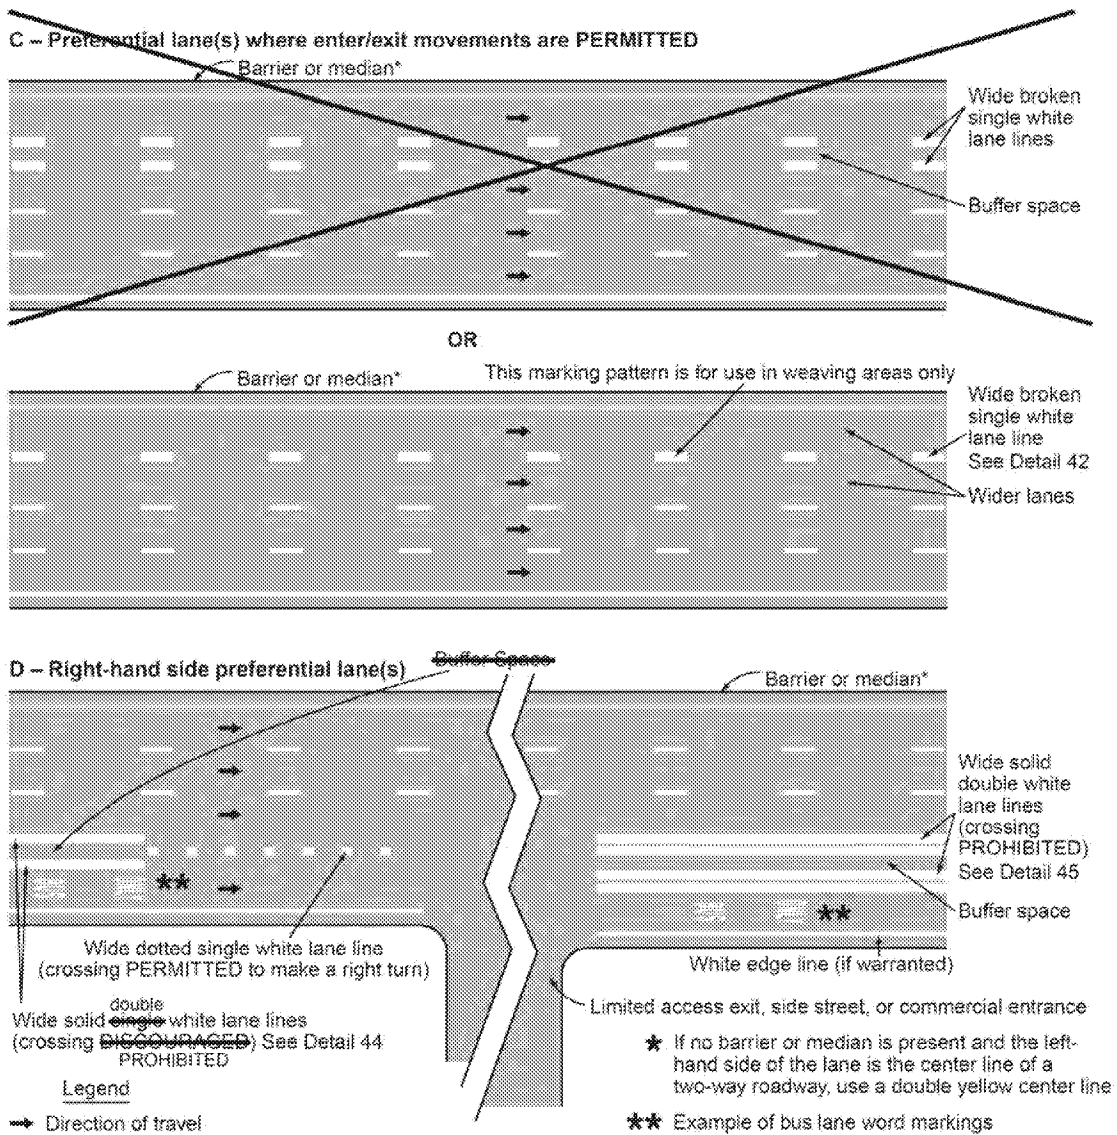 C – Preferential lane(s) where enter/exit movements are PERMITTED
Barrier or median*
Wide broken
single white
lane lines
Buffer space
OR
Barrier or median*
This marking pattern is for use in weaving areas only
Wide broken
single white
lane line
See Detail 42
Wider lanes
D – Right-hand side preferential lane(s)
Buffer Space
Barrier or median*
Wide solid
double white
lane lines
(crossing
PROHIBITED)
See Detail 45
Buffer space
**
**
Wide dotted single white lane line
(crossing PERMITTED to make a right turn)
White edge line (if warranted)
double
Wide solid single white lane lines
(crossing DISCOURAGED) See Detail 44
PROHIBITED
Limited access exit, side street, or commercial entrance
* If no barrier or median is present and the left-
hand side of the lane is the center line of a
two-way roadway, use a double yellow center line
Legend
Direction of travel
** Example of bus lane word markings